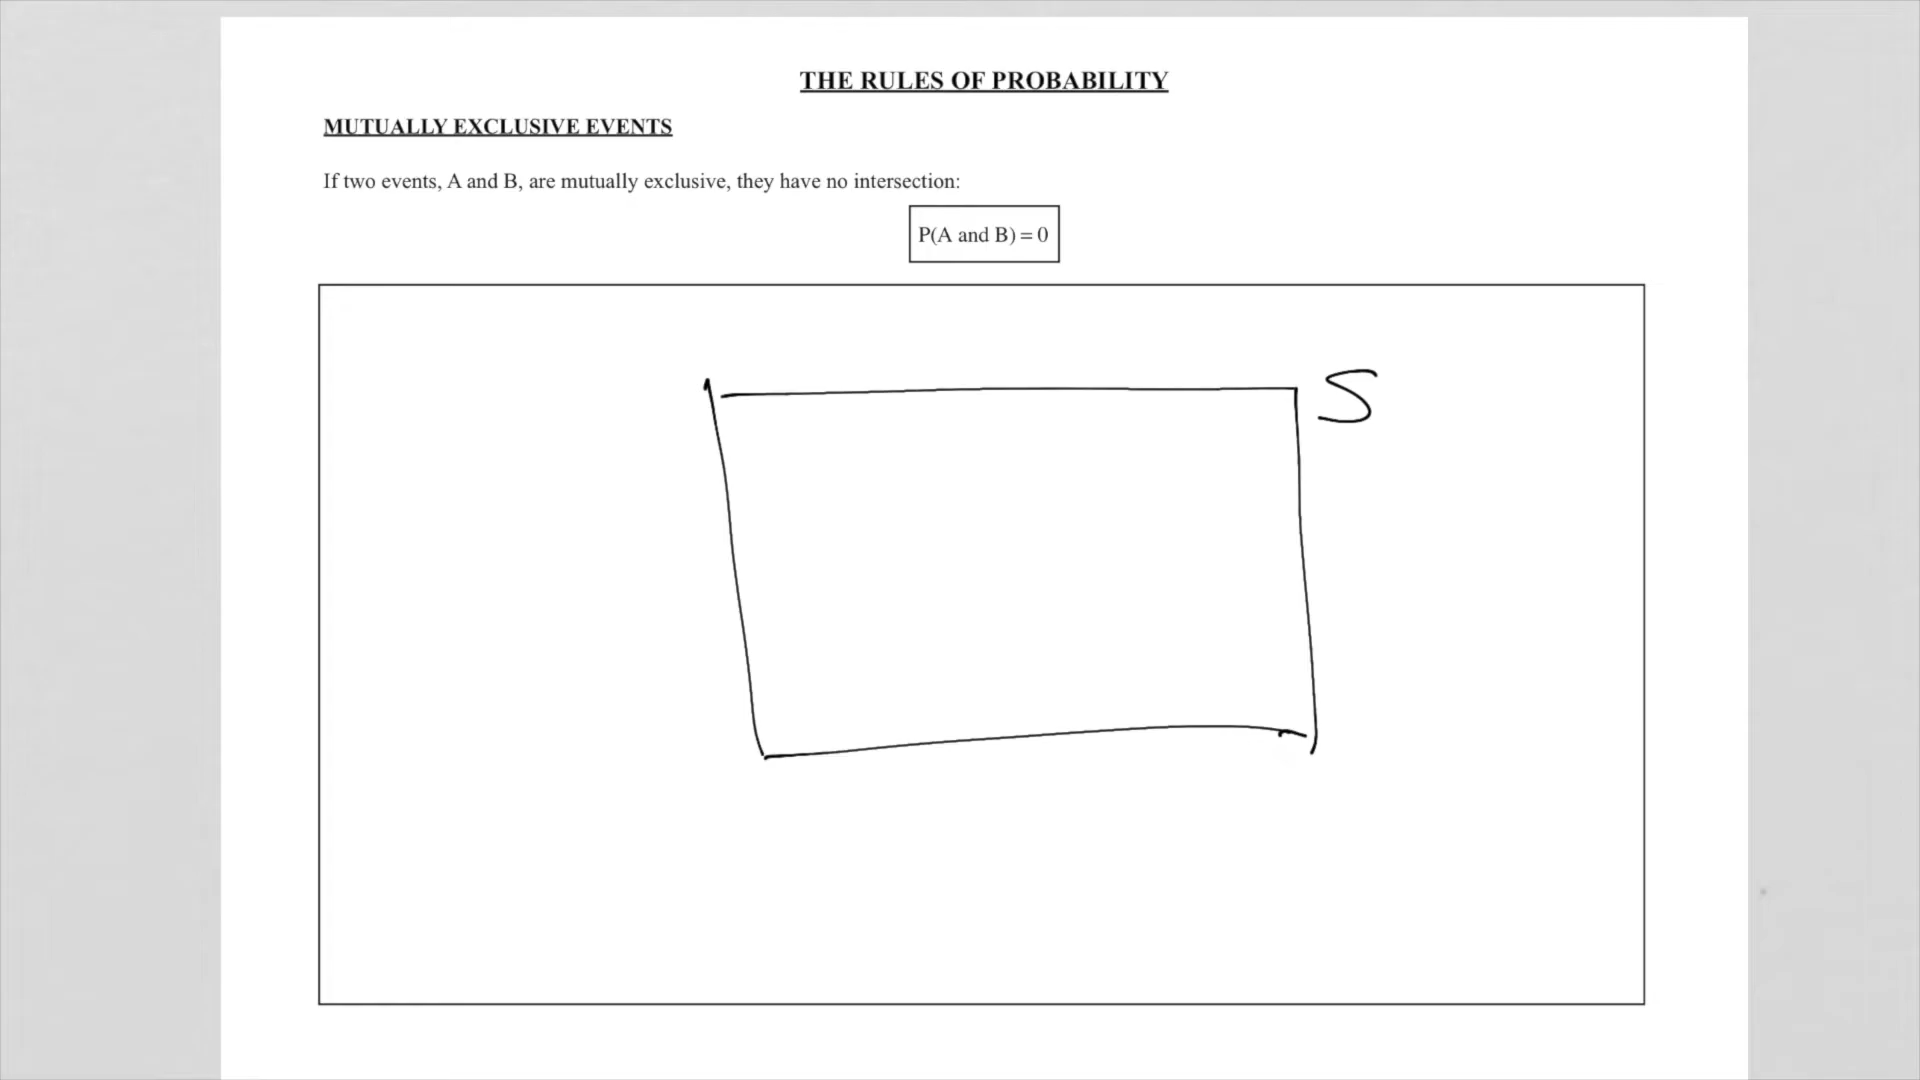 THE RULES OF PROBABILITY
MUTUALLY EXCLUSIVE EVENTS
If two events, A and B, are mutually exclusive, they have no intersection:
P(A and B) = 0
S